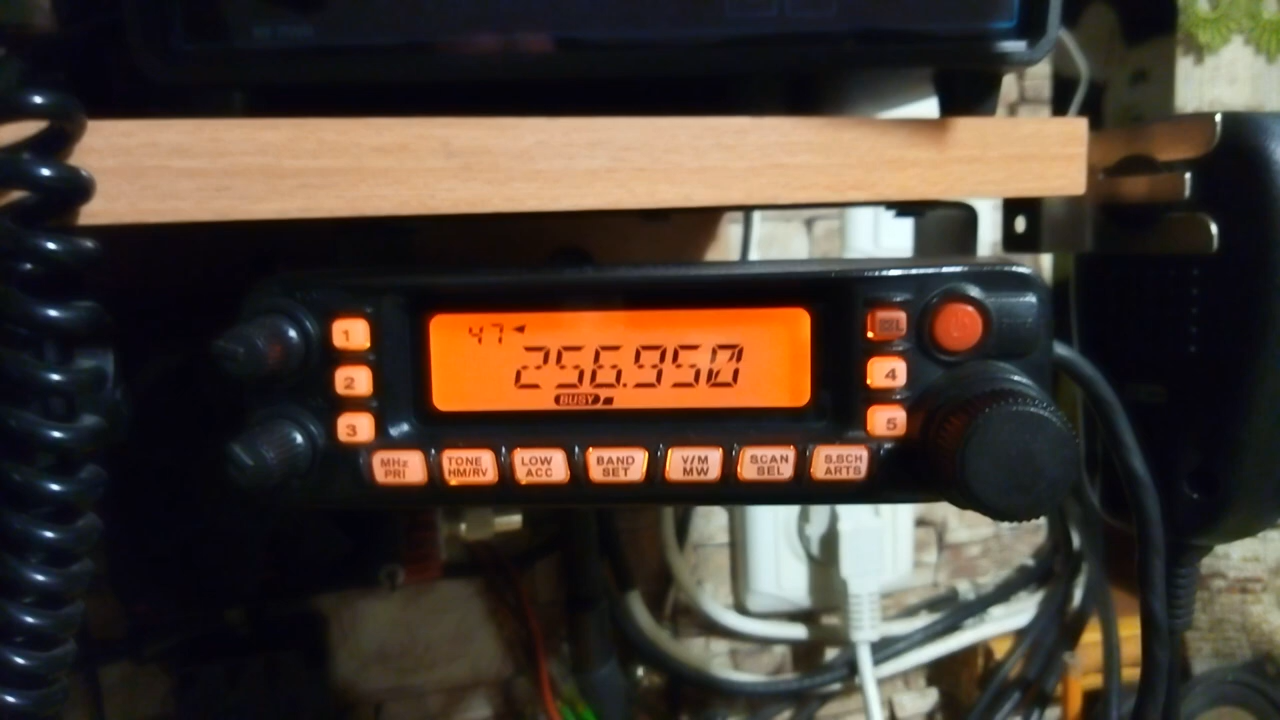 1
2
3
47
256.950
BUSY
4
5
MHz
PRI
TONE
HM/RV
LOW
ACC
BAND
SET
V/M
MW
SCAN
SEL
S.SCH
ARTS